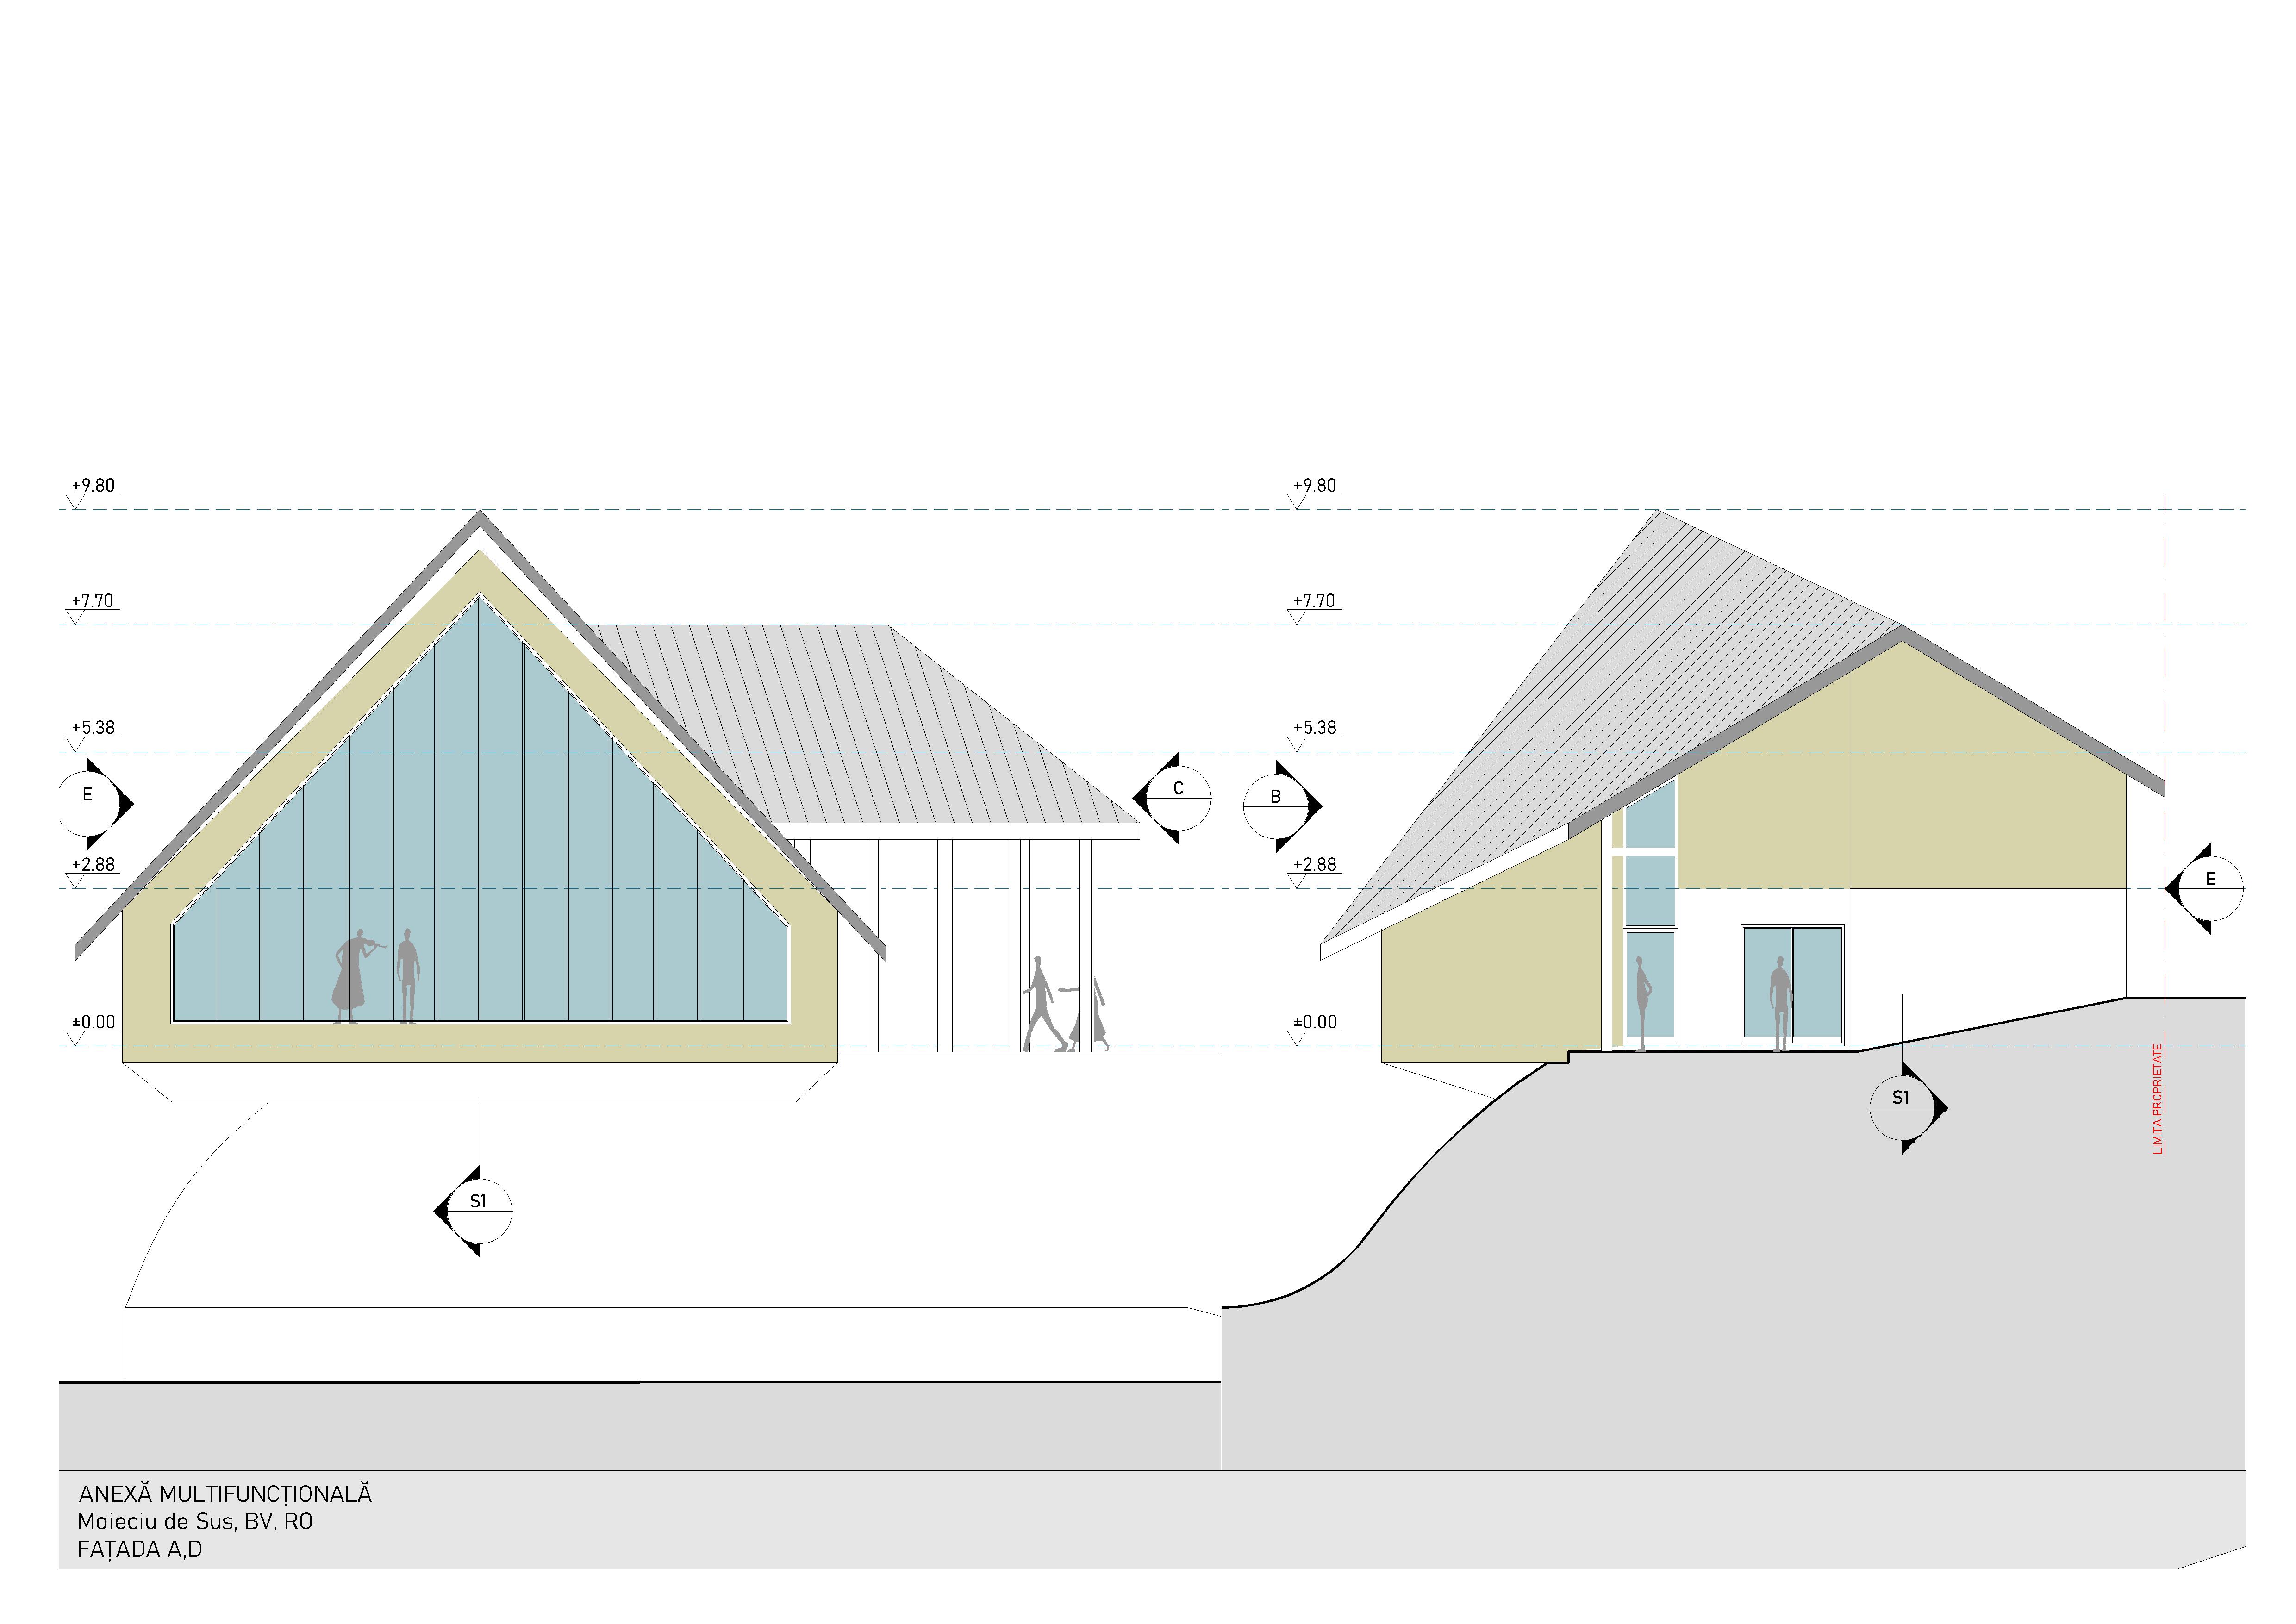 +9.80
+7.70
+5.38
E
+2.88
±0.00
S1
C
+9.80
+7.70
+5.38
B
+2.88
E
±0.00
S1
LIMITA PROPRIETATE
ANEXĂ MULTIFUNCȚIONALĂ
Moieciu de Sus, BV, RO
FAȚADA A,D